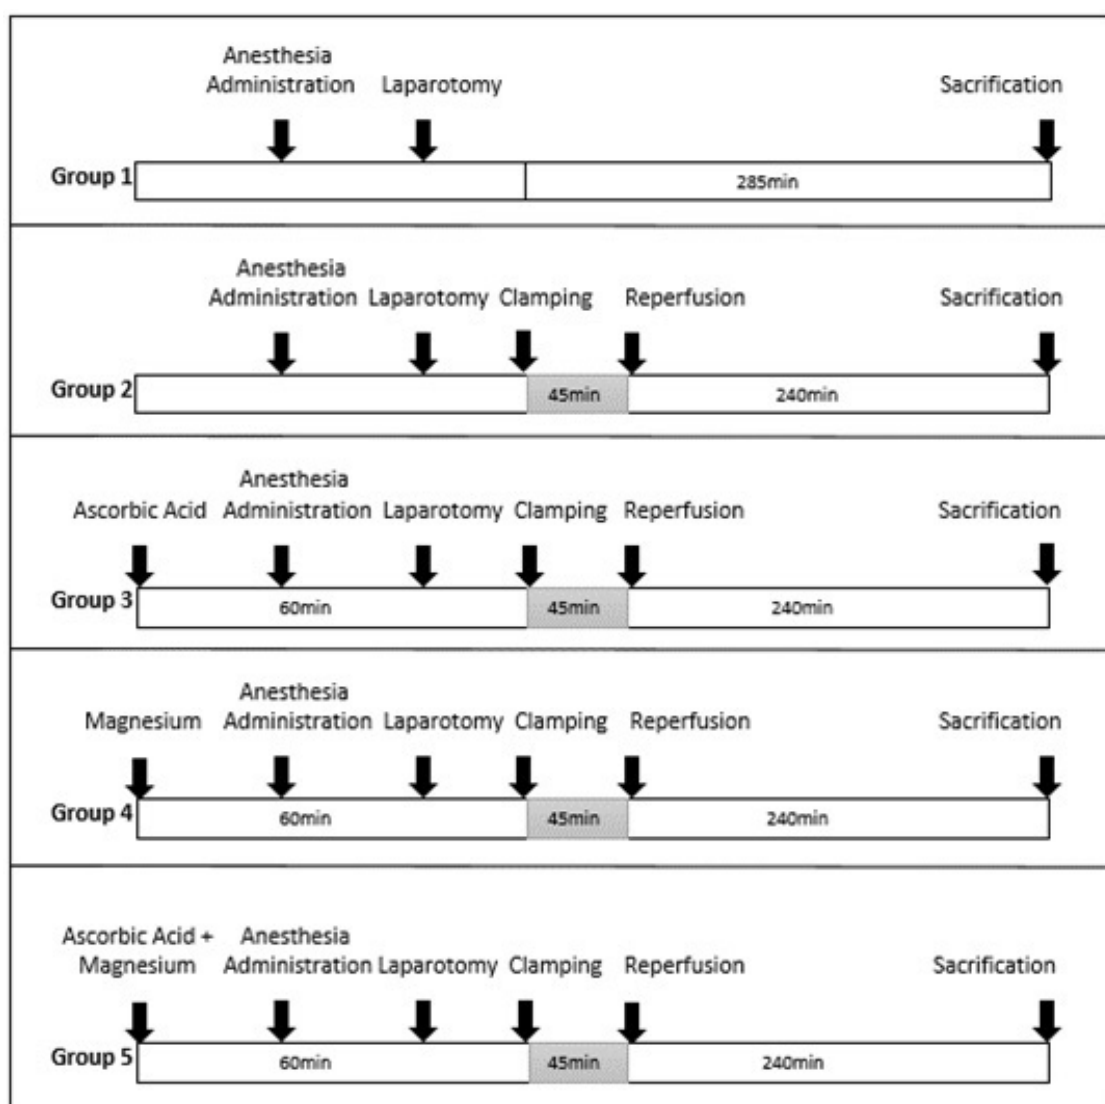 Anesthesia
Administration Laparotomy Sacrification
Group 1 285min
Anesthesia
Administration Laparotomy Clamping Reperfusion Sacrification
Group 2 45min 240min
Anesthesia
Ascorbic Acid Administration Laparotomy Clamping Reperfusion Sacrification
Group 3 60min 45min 240min
Anesthesia
Magnesium Administration Laparotomy Clamping Reperfusion Sacrification
Group 4 60min 45min 240min
Ascorbic Acid + Anesthesia
Magnesium Administration Laparotomy Clamping Reperfusion Sacrification
Group 5 60min 45min 240min